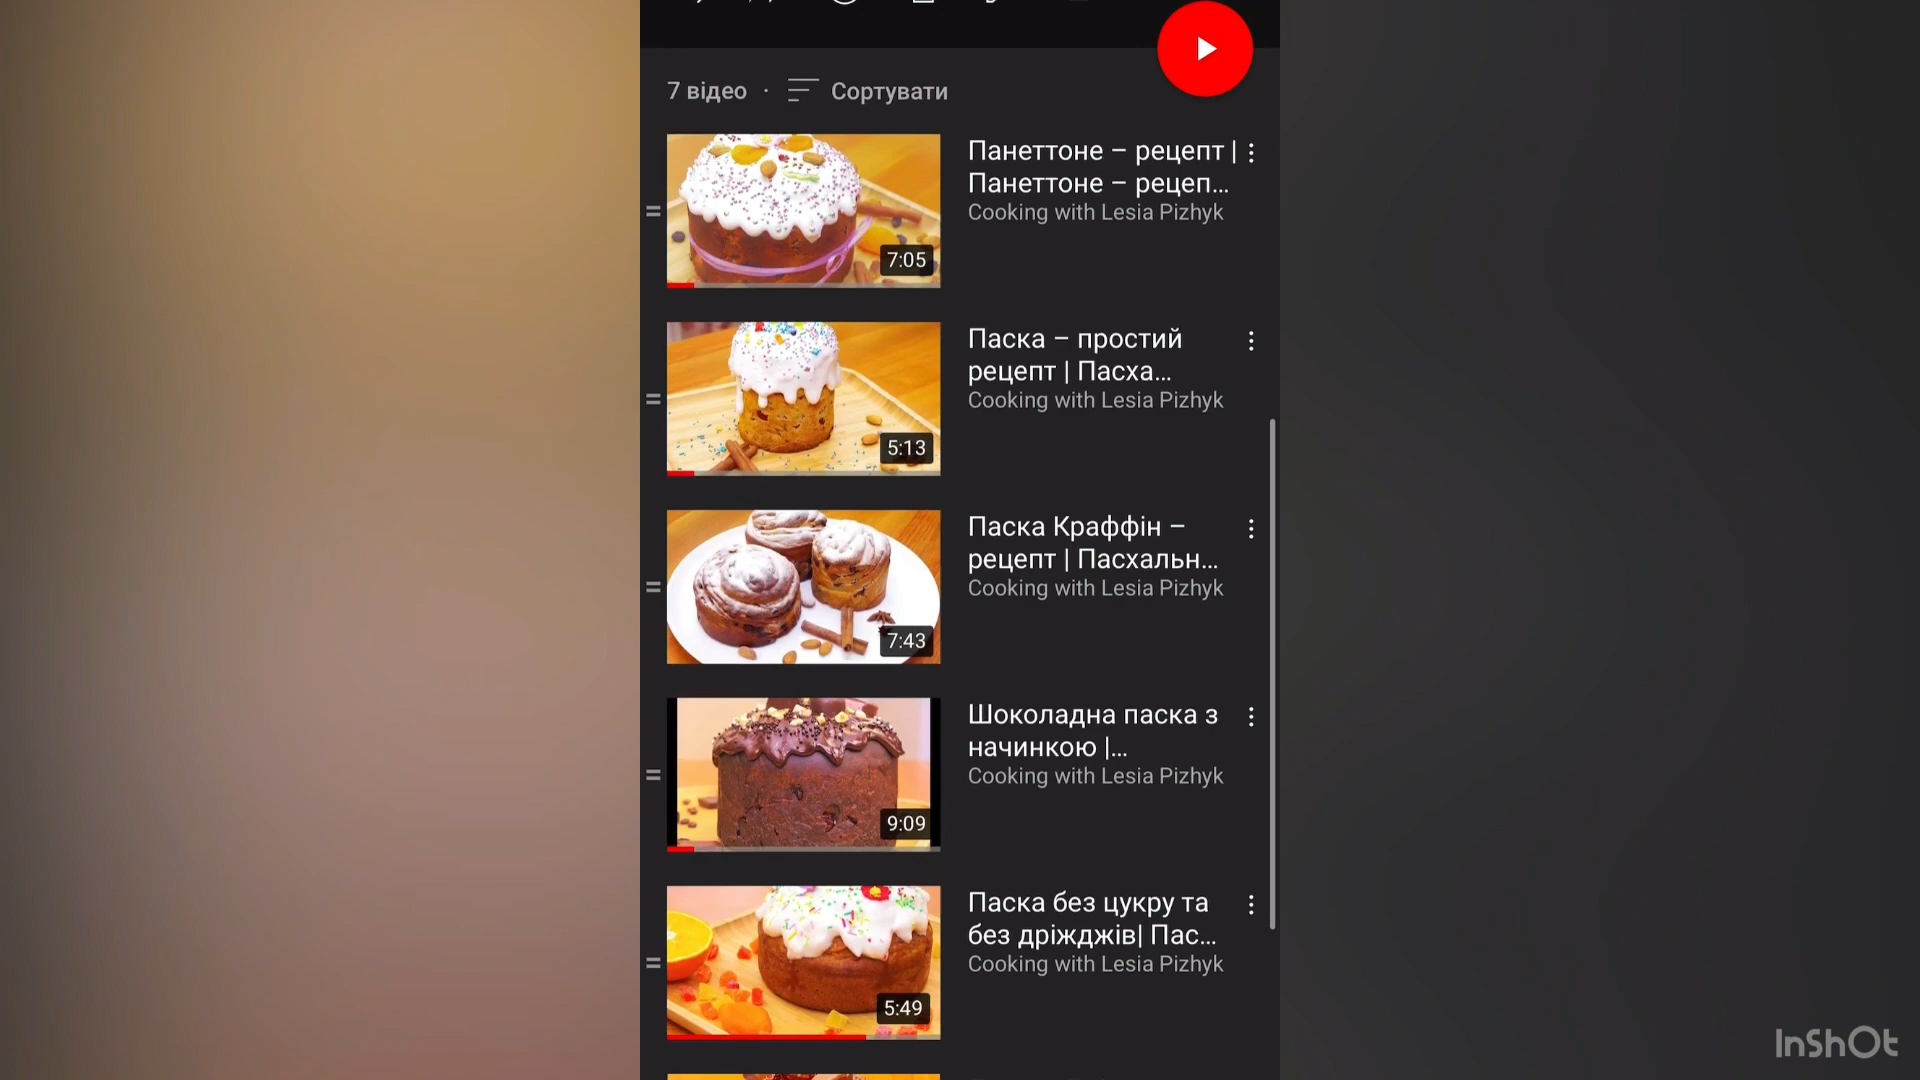 7 відео · Сортувати
Панеттоне – рецепт |
Панеттоне – рецеп...
Cooking with Lesia Pizhyk
7:05
Паска – простий
рецепт | Пасха...
Cooking with Lesia Pizhyk
5:13
Паска Краффін –
рецепт | Пасхальн...
Cooking with Lesia Pizhyk
7:43
Шоколадна паска з
начинкою |...
Cooking with Lesia Pizhyk
9:09
Паска без цукру та
без дріжджів| Пас...
Cooking with Lesia Pizhyk
5:49
InShOt